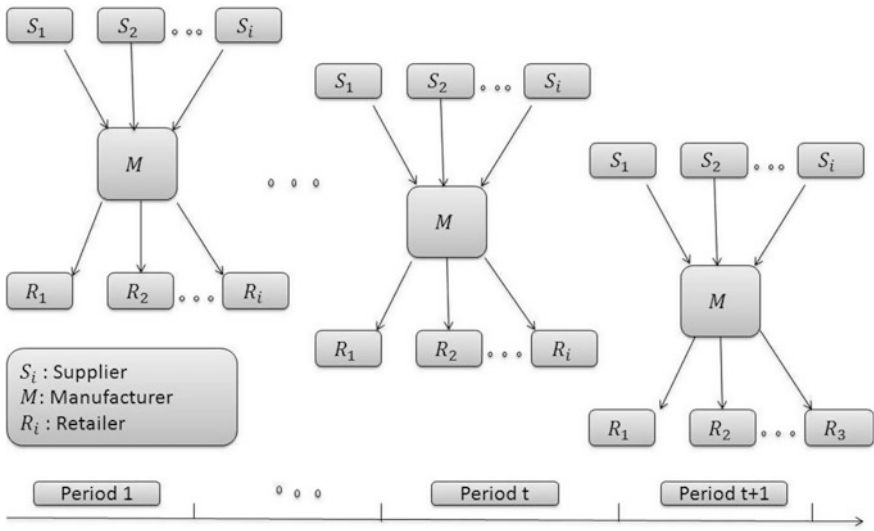 S₁ S₂ ... Sᵢ
S₁ S₂ ... Sᵢ
S₁ S₂ ... Sᵢ
M
M
M
. . .
R₁ R₂ ... Rᵢ
R₁ R₂ ... Rᵢ
R₁ R₂ ... R₃
Sᵢ : Supplier
M: Manufacturer
Rᵢ : Retailer
Period 1 ... Period t Period t+1